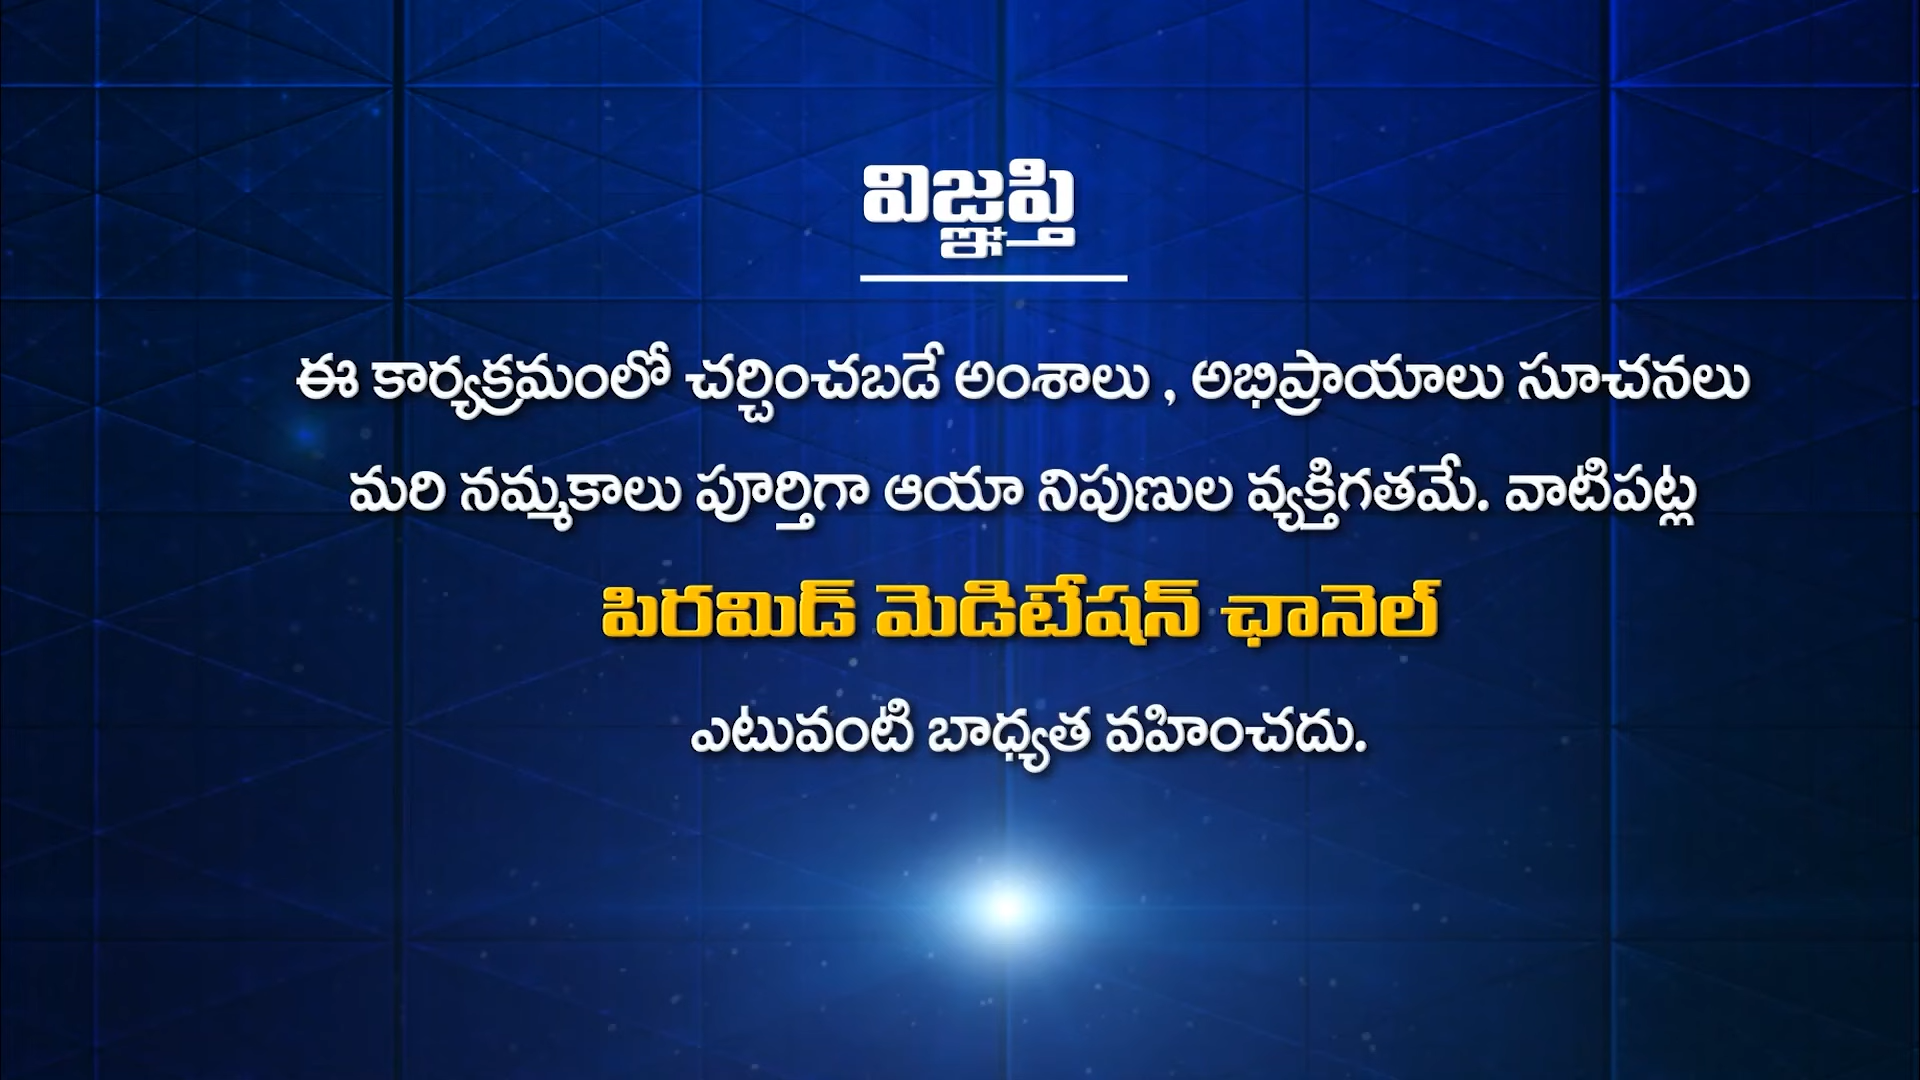 విజ్ఞప్తి
ఈ కార్యక్రమంలో చర్చించబడే అంశాలు , అభిప్రాయాలు సూచనలు
మరి నమ్మకాలు పూర్తిగా ఆయా నిపుణుల వ్యక్తిగతమే. వాటిపట్ల
పిరమిడ్ మెడిటేషన్ ఛానెల్
ఎటువంటి బాధ్యత వహించదు.